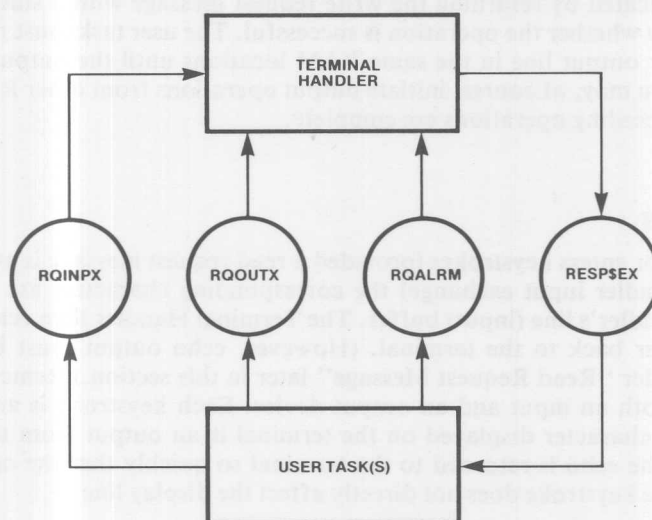 TERMINAL
HANDLER
RQINPX
RQOUTX
RQALRM
RESP$EX
USER TASK(S)